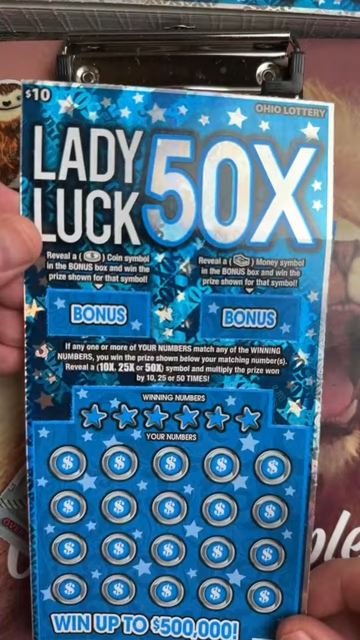 $10
OHIO LOTTERY
LADY
LUCK
50X
Reveal a ( ) Coin symbol
in the BONUS box and win the
prize shown for that symbol!
Reveal a ( ) Money symbol
in the BONUS box and win the
prize shown for that symbol!
BONUS
BONUS
If any one or more of YOUR NUMBERS match any of the WINNING
NUMBERS, you win the prize shown below your matching number(s).
Reveal a (10X, 25X or 50X) symbol and multiply the prize won
by 10, 25 or 50 TIMES!
WINNING NUMBERS
YOUR NUMBERS
$ $ $ $ $
$ $ $ $ $
$ $ $ $ $
$ $ $ $ $
WIN UP TO $500,000!